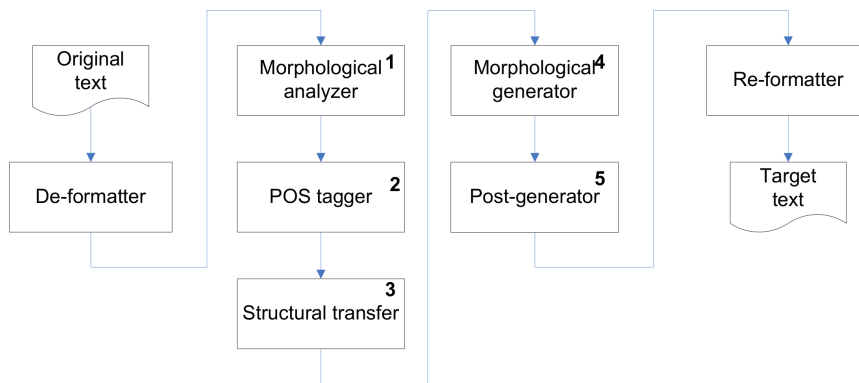 Original
text
De-formatter
Morphological 1
analyzer
POS tagger 2
3
Structural transfer
Morphological 4
generator
5
Post-generator
Re-formatter
Target
text